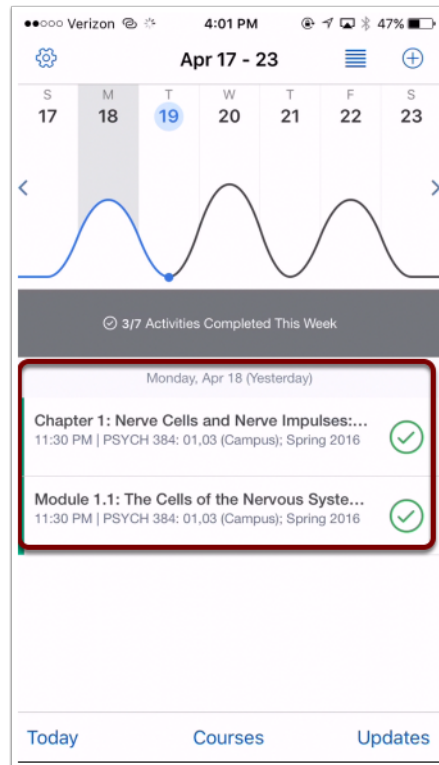 Verizon 4:01 PM 47%
Apr 17 - 23
S M T W T F S
17 18 19 20 21 22 23
3/7 Activities Completed This Week
Monday, Apr 18 (Yesterday)
Chapter 1: Nerve Cells and Nerve Impulses:...
11:30 PM | PSYCH 384: 01,03 (Campus); Spring 2016
Module 1.1: The Cells of the Nervous Syste...
11:30 PM | PSYCH 384: 01,03 (Campus); Spring 2016
Today Courses Updates